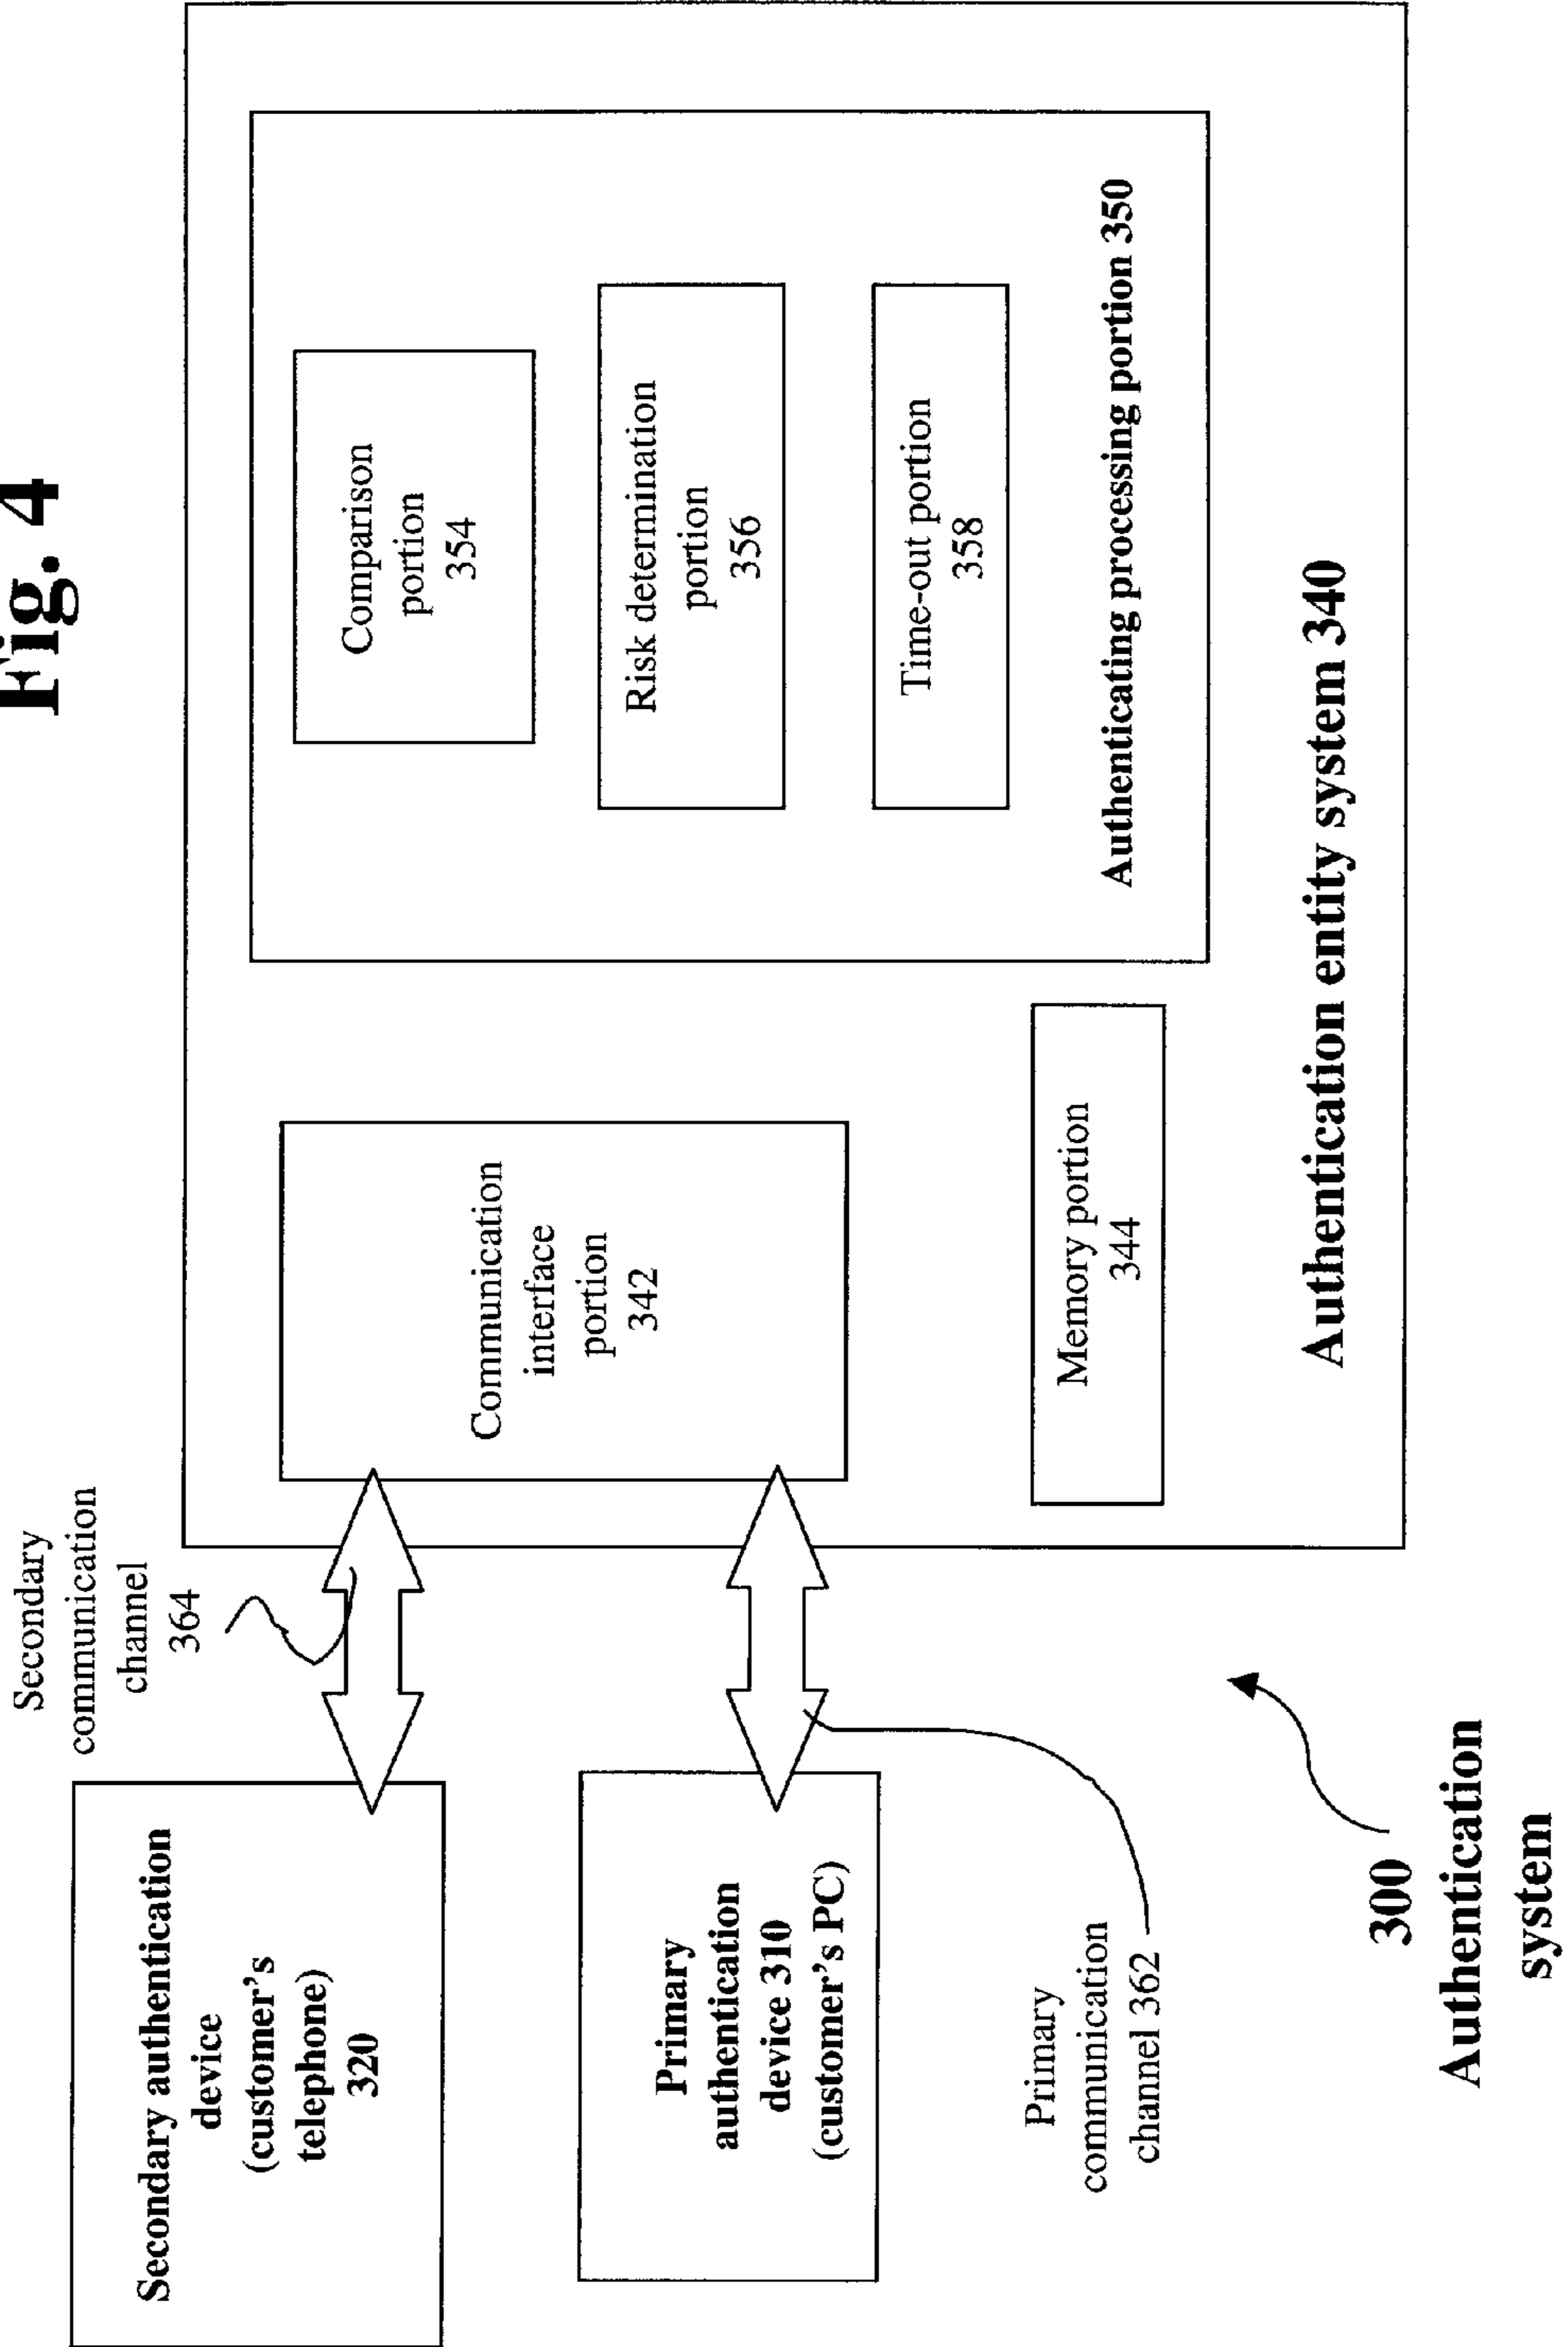 Fig. 4
Secondary
communication
channel
364
Secondary authentication
device
(customer's
telephone)
320
Primary
authentication
device 310
(customer's PC)
Primary
communication
channel 362
300
Authentication
system
Communication
interface
portion
342
Memory portion
344
Comparison
portion
354
Risk determination
portion
356
Time-out portion
358
Authenticating processing portion 350
Authentication entity system 340